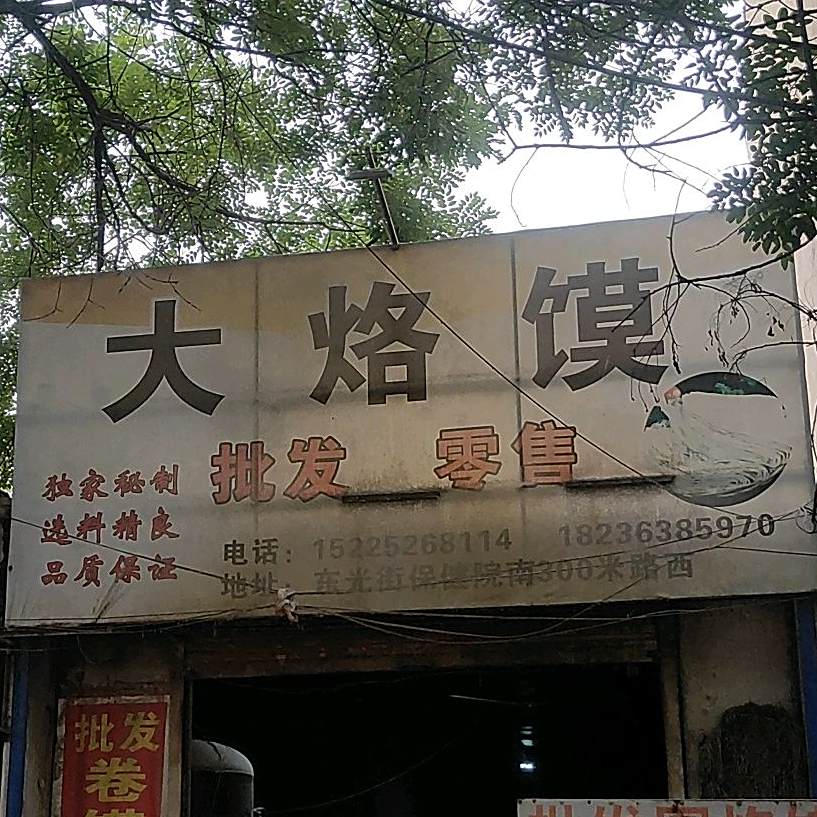 大烙馍
批发 零售
独家秘制
选料精良
品质保证
电话：15225268114 18236385970
地址：东光街保健院南300米路西
批发
卷